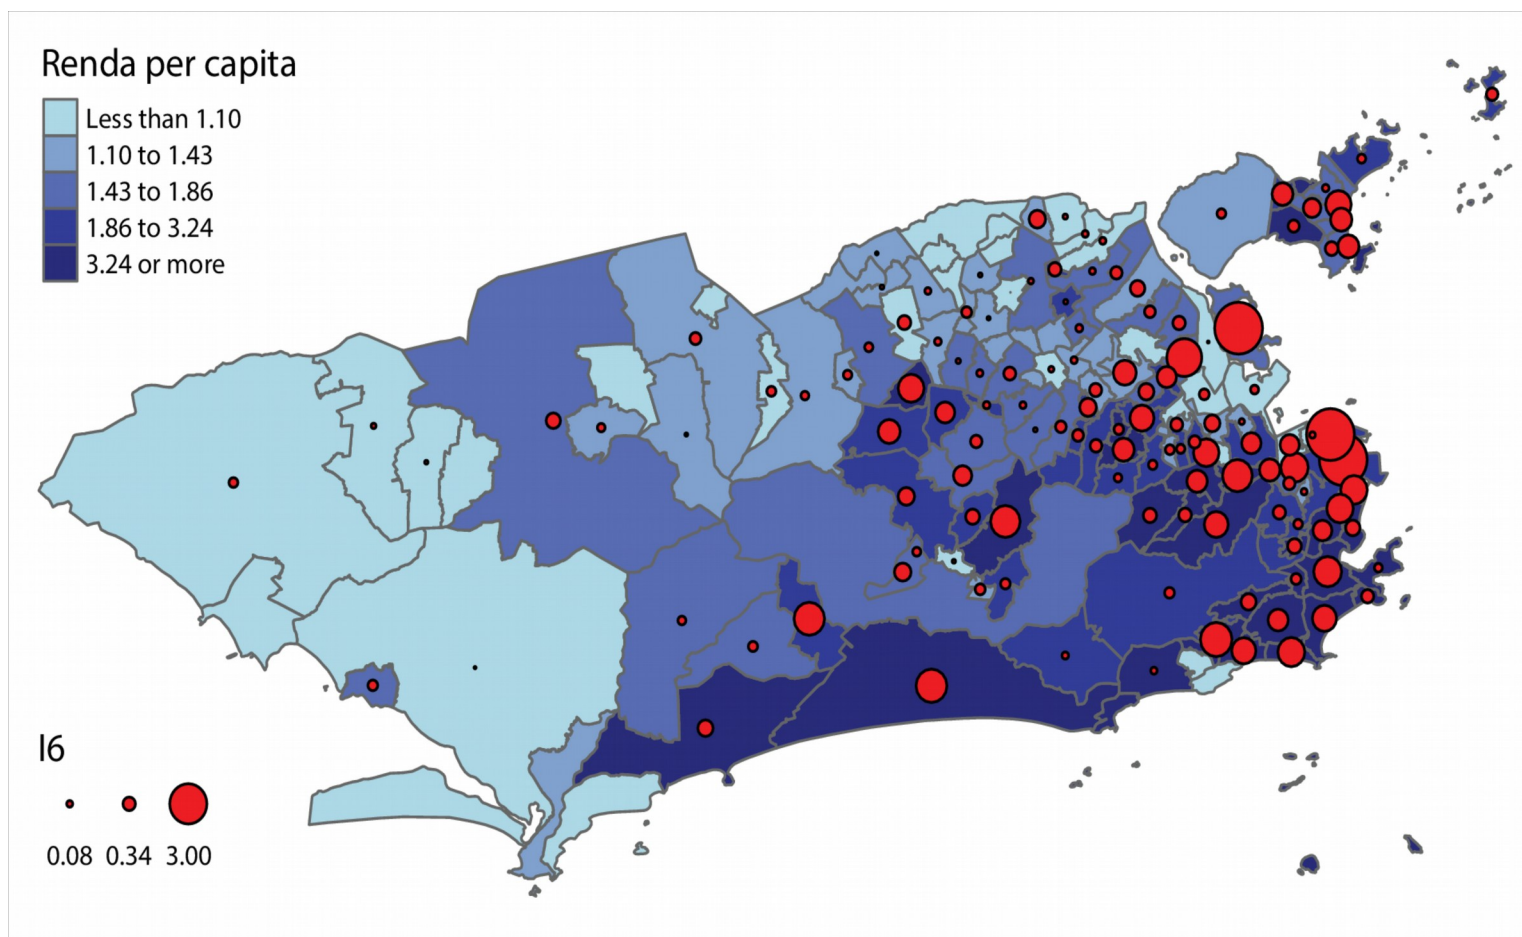 Renda per capita
Less than 1.10
1.10 to 1.43
1.43 to 1.86
1.86 to 3.24
3.24 or more
I6
0.08 0.34 3.00